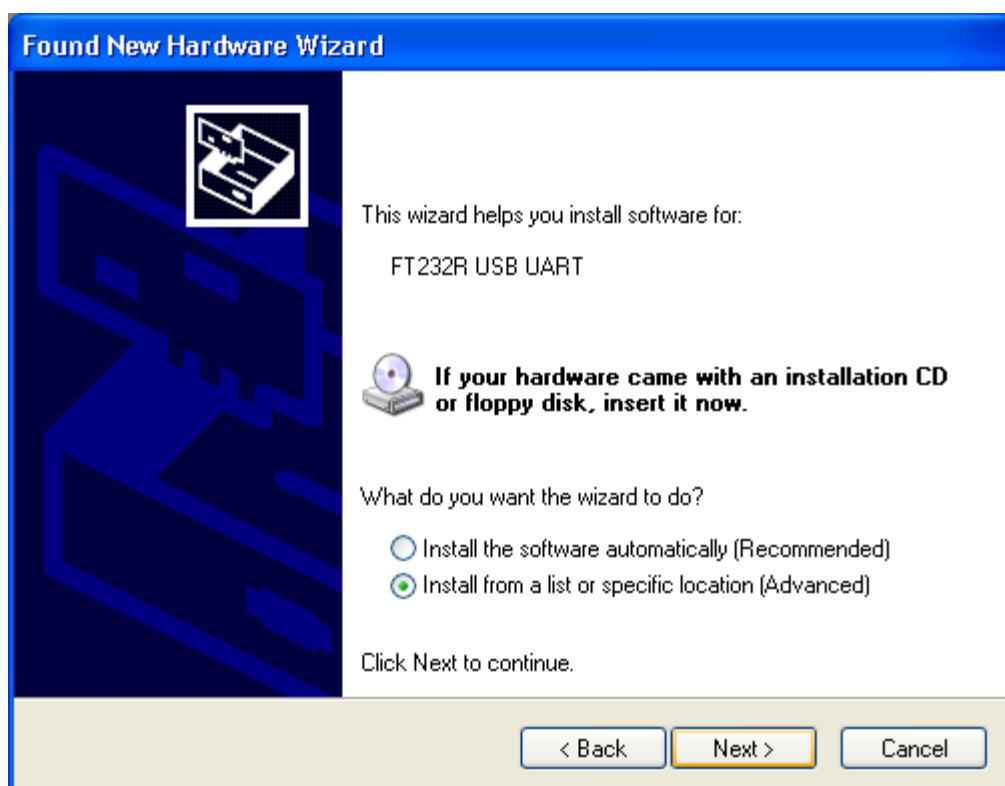 Found New Hardware Wizard
This wizard helps you install software for:
FT232R USB UART
If your hardware came with an installation CD
or floppy disk, insert it now.
What do you want the wizard to do?
Install the software automatically (Recommended)
Install from a list or specific location (Advanced)
Click Next to continue.
< Back
Next >
Cancel